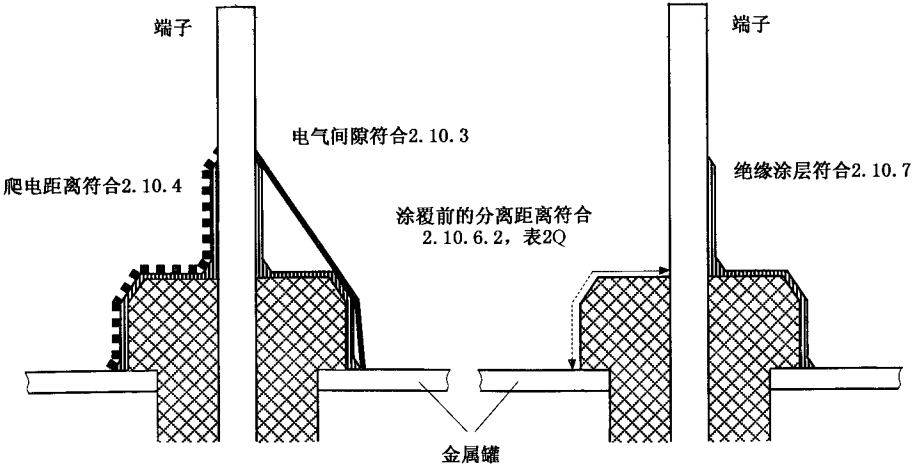 端子
端子
电气间隙符合2.10.3
爬电距离符合2.10.4
绝缘涂层符合2.10.7
涂覆前的分离距离符合
2.10.6.2，表2Q
金属罐